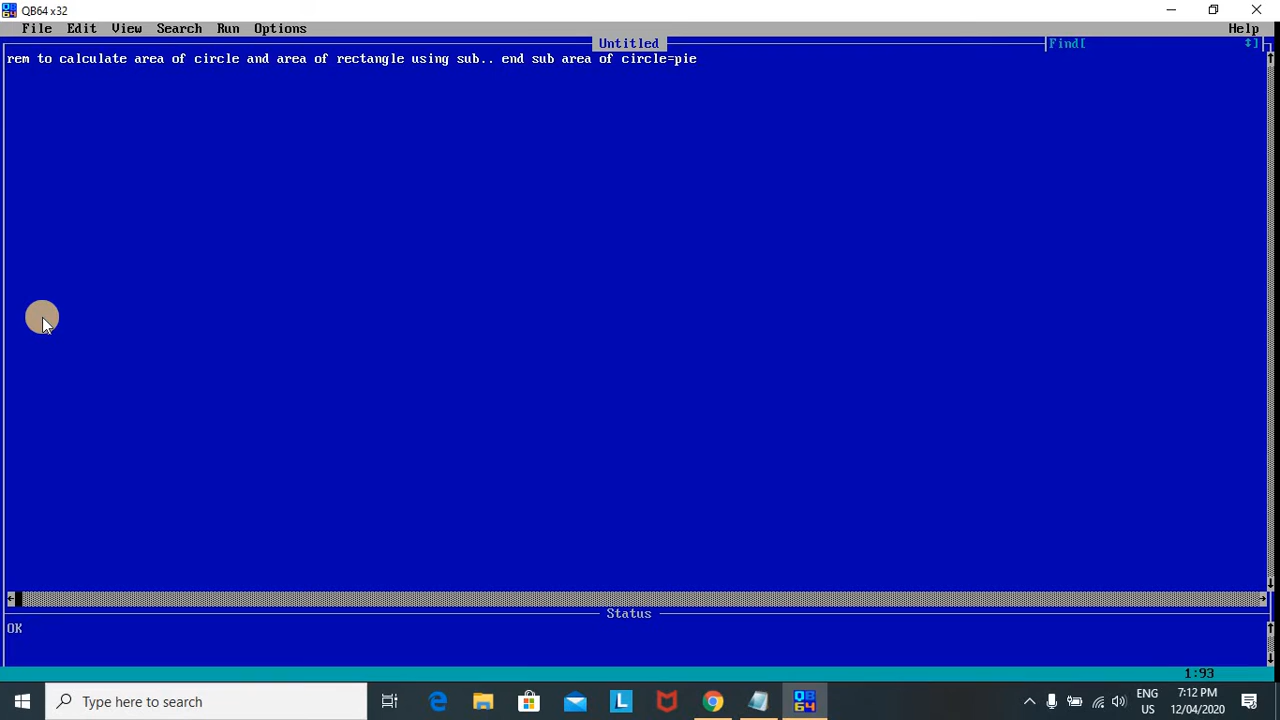 QB64 x32
File Edit View Search Run Options Help
Untitled
Find[ ]
rem to calculate area of circle and area of rectangle using sub.. end sub area of circle=pie
Status
OK
1:93
Type here to search
ENG
US
7:12 PM
12/04/2020